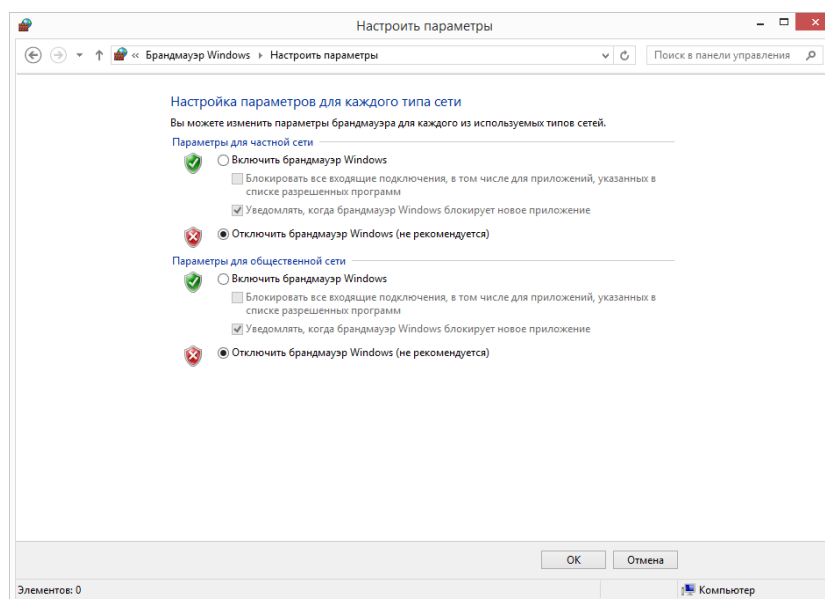 Настроить параметры
« Брандмауэр Windows ▸ Настроить параметры
Поиск в панели управления
Настройка параметров для каждого типа сети
Вы можете изменить параметры брандмауэра для каждого из используемых типов сетей.
Параметры для частной сети
Включить брандмауэр Windows
Блокировать все входящие подключения, в том числе для приложений, указанных в
списке разрешенных программ
Уведомлять, когда брандмауэр Windows блокирует новое приложение
Отключить брандмауэр Windows (не рекомендуется)
Параметры для общественной сети
Включить брандмауэр Windows
Блокировать все входящие подключения, в том числе для приложений, указанных в
списке разрешенных программ
Уведомлять, когда брандмауэр Windows блокирует новое приложение
Отключить брандмауэр Windows (не рекомендуется)
ОК
Отмена
Элементов: 0
Компьютер